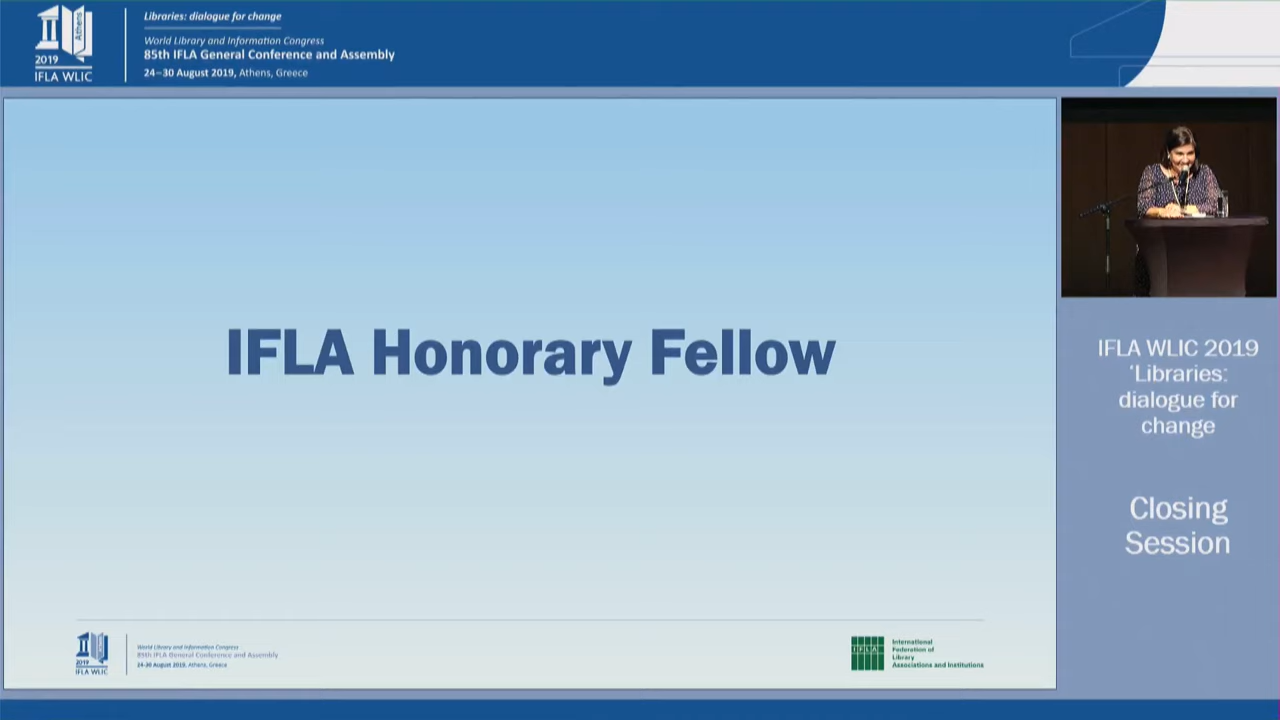 Athens
2019
IFLA WLIC
Libraries: dialogue for change
World Library and Information Congress
85th IFLA General Conference and Assembly
24–30 August 2019, Athens, Greece
IFLA Honorary Fellow
IFLA WLIC 2019
‘Libraries:
dialogue for
change
Closing
Session
2019
IFLA WLIC
World Library and Information Congress
85th IFLA General Conference and Assembly
24-30 August 2019, Athens, Greece
IFLA
International
Federation of
Library
Associations and Institutions